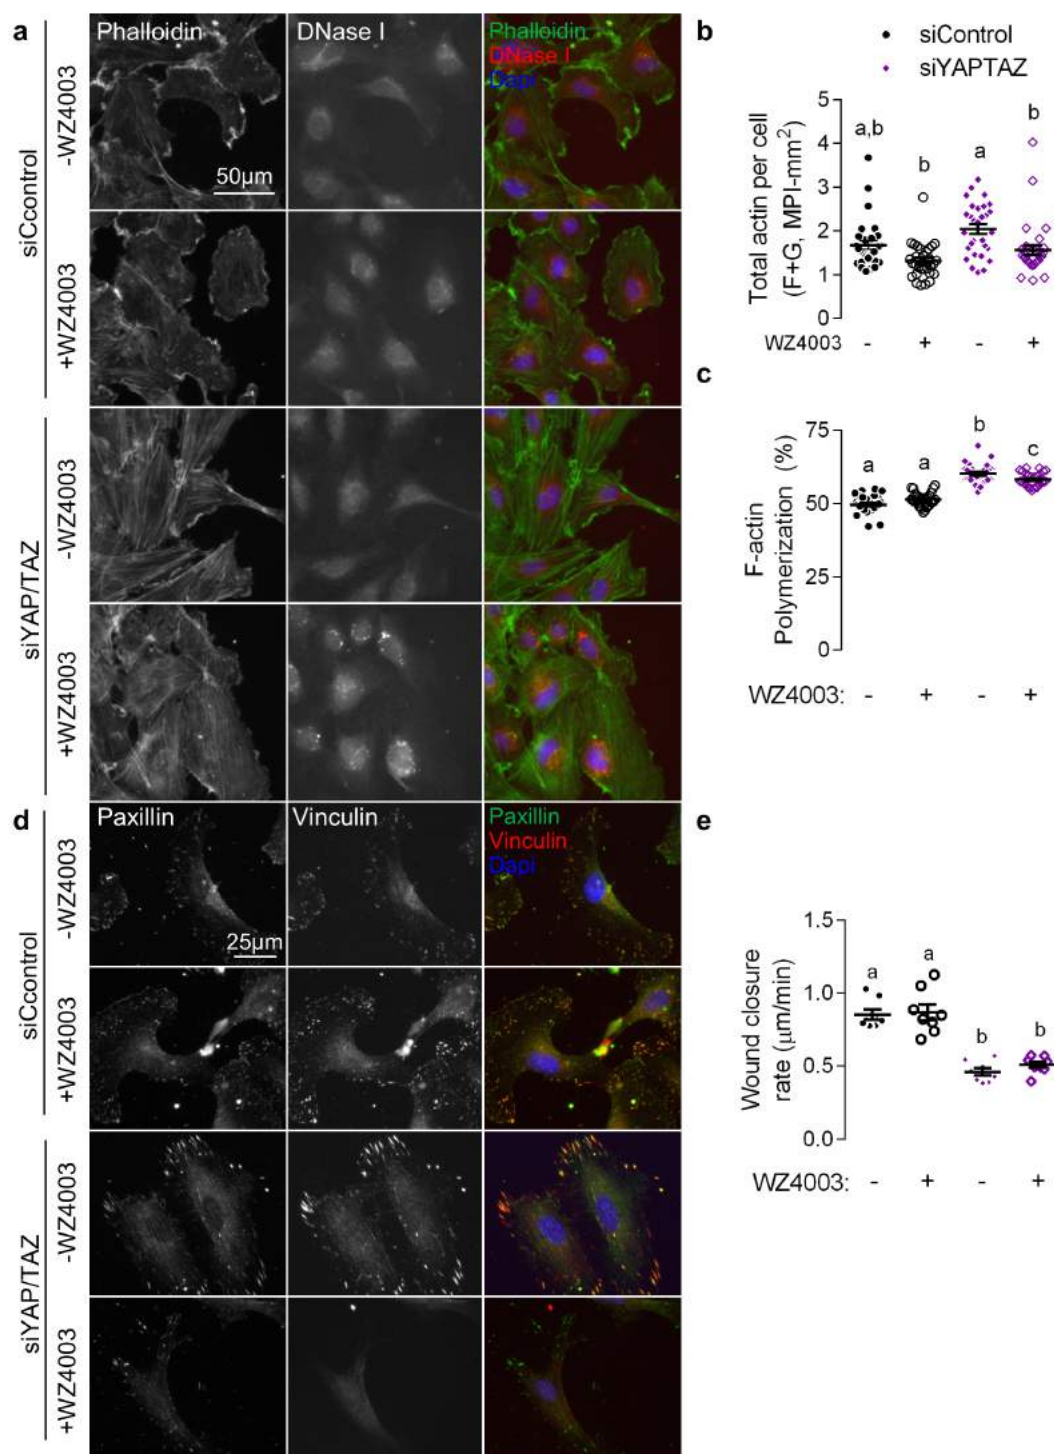 a
Phalloidin
DNase I
Phalloidin
DNase I
Dapi
siCcontrol
-WZ4003
50µm
+WZ4003
siYAP/TAZ
-WZ4003
+WZ4003
b
siControl
siYAPTAZ
Total actin per cell
(F+G, MPI-mm²)
5
4
3
2
1
0
a,b
b
a
b
WZ4003
- + - +
c
F-actin
Polymerization (%)
75
50
25
0
a
a
b
c
WZ4003: - + - +
d
Paxillin
Vinculin
Paxillin
Vinculin
Dapi
siCcontrol
-WZ4003
25µm
+WZ4003
siYAP/TAZ
-WZ4003
+WZ4003
e
Wound closure
rate (µm/min)
1.5
1.0
0.5
0.0
a
a
b
b
WZ4003: - + - +